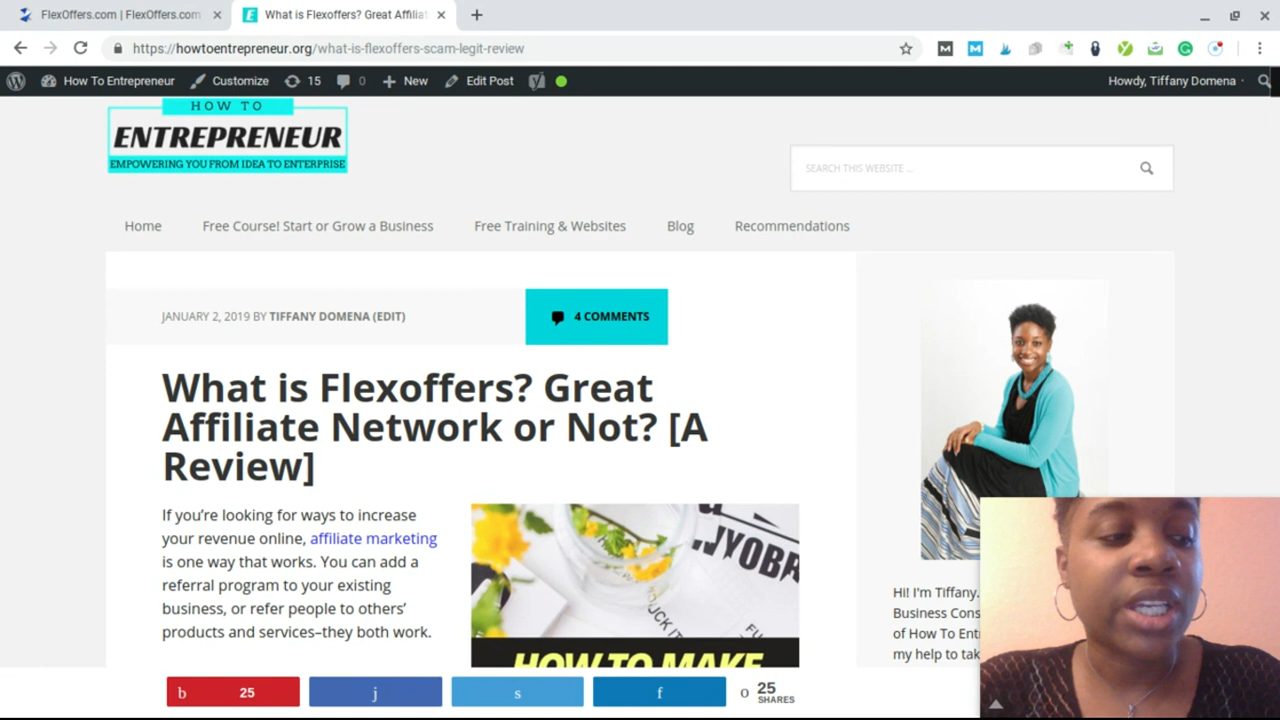 FlexOffers.com | FlexOffers.com
What is Flexoffers? Great Affiliat
https://howtoentrepreneur.org/what-is-flexoffers-scam-legit-review
How To Entrepreneur
Customize
15
0
New
Edit Post
Howdy, Tiffany Domena
HOW TO
ENTREPRENEUR
EMPOWERING YOU FROM IDEA TO ENTERPRISE
SEARCH THIS WEBSITE ...
Home
Free Course! Start or Grow a Business
Free Training & Websites
Blog
Recommendations
JANUARY 2, 2019 BY TIFFANY DOMENA (EDIT)
4 COMMENTS
What is Flexoffers? Great
Affiliate Network or Not? [A
Review]
If you're looking for ways to increase
your revenue online, affiliate marketing
is one way that works. You can add a
referral program to your existing
business, or refer people to others'
products and services–they both work.
HOW TO MAKE
Hi! I'm Tiffany.
Business Cons
of How To Ent
my help to tak
b 25
j
s
f
o 25
SHARES